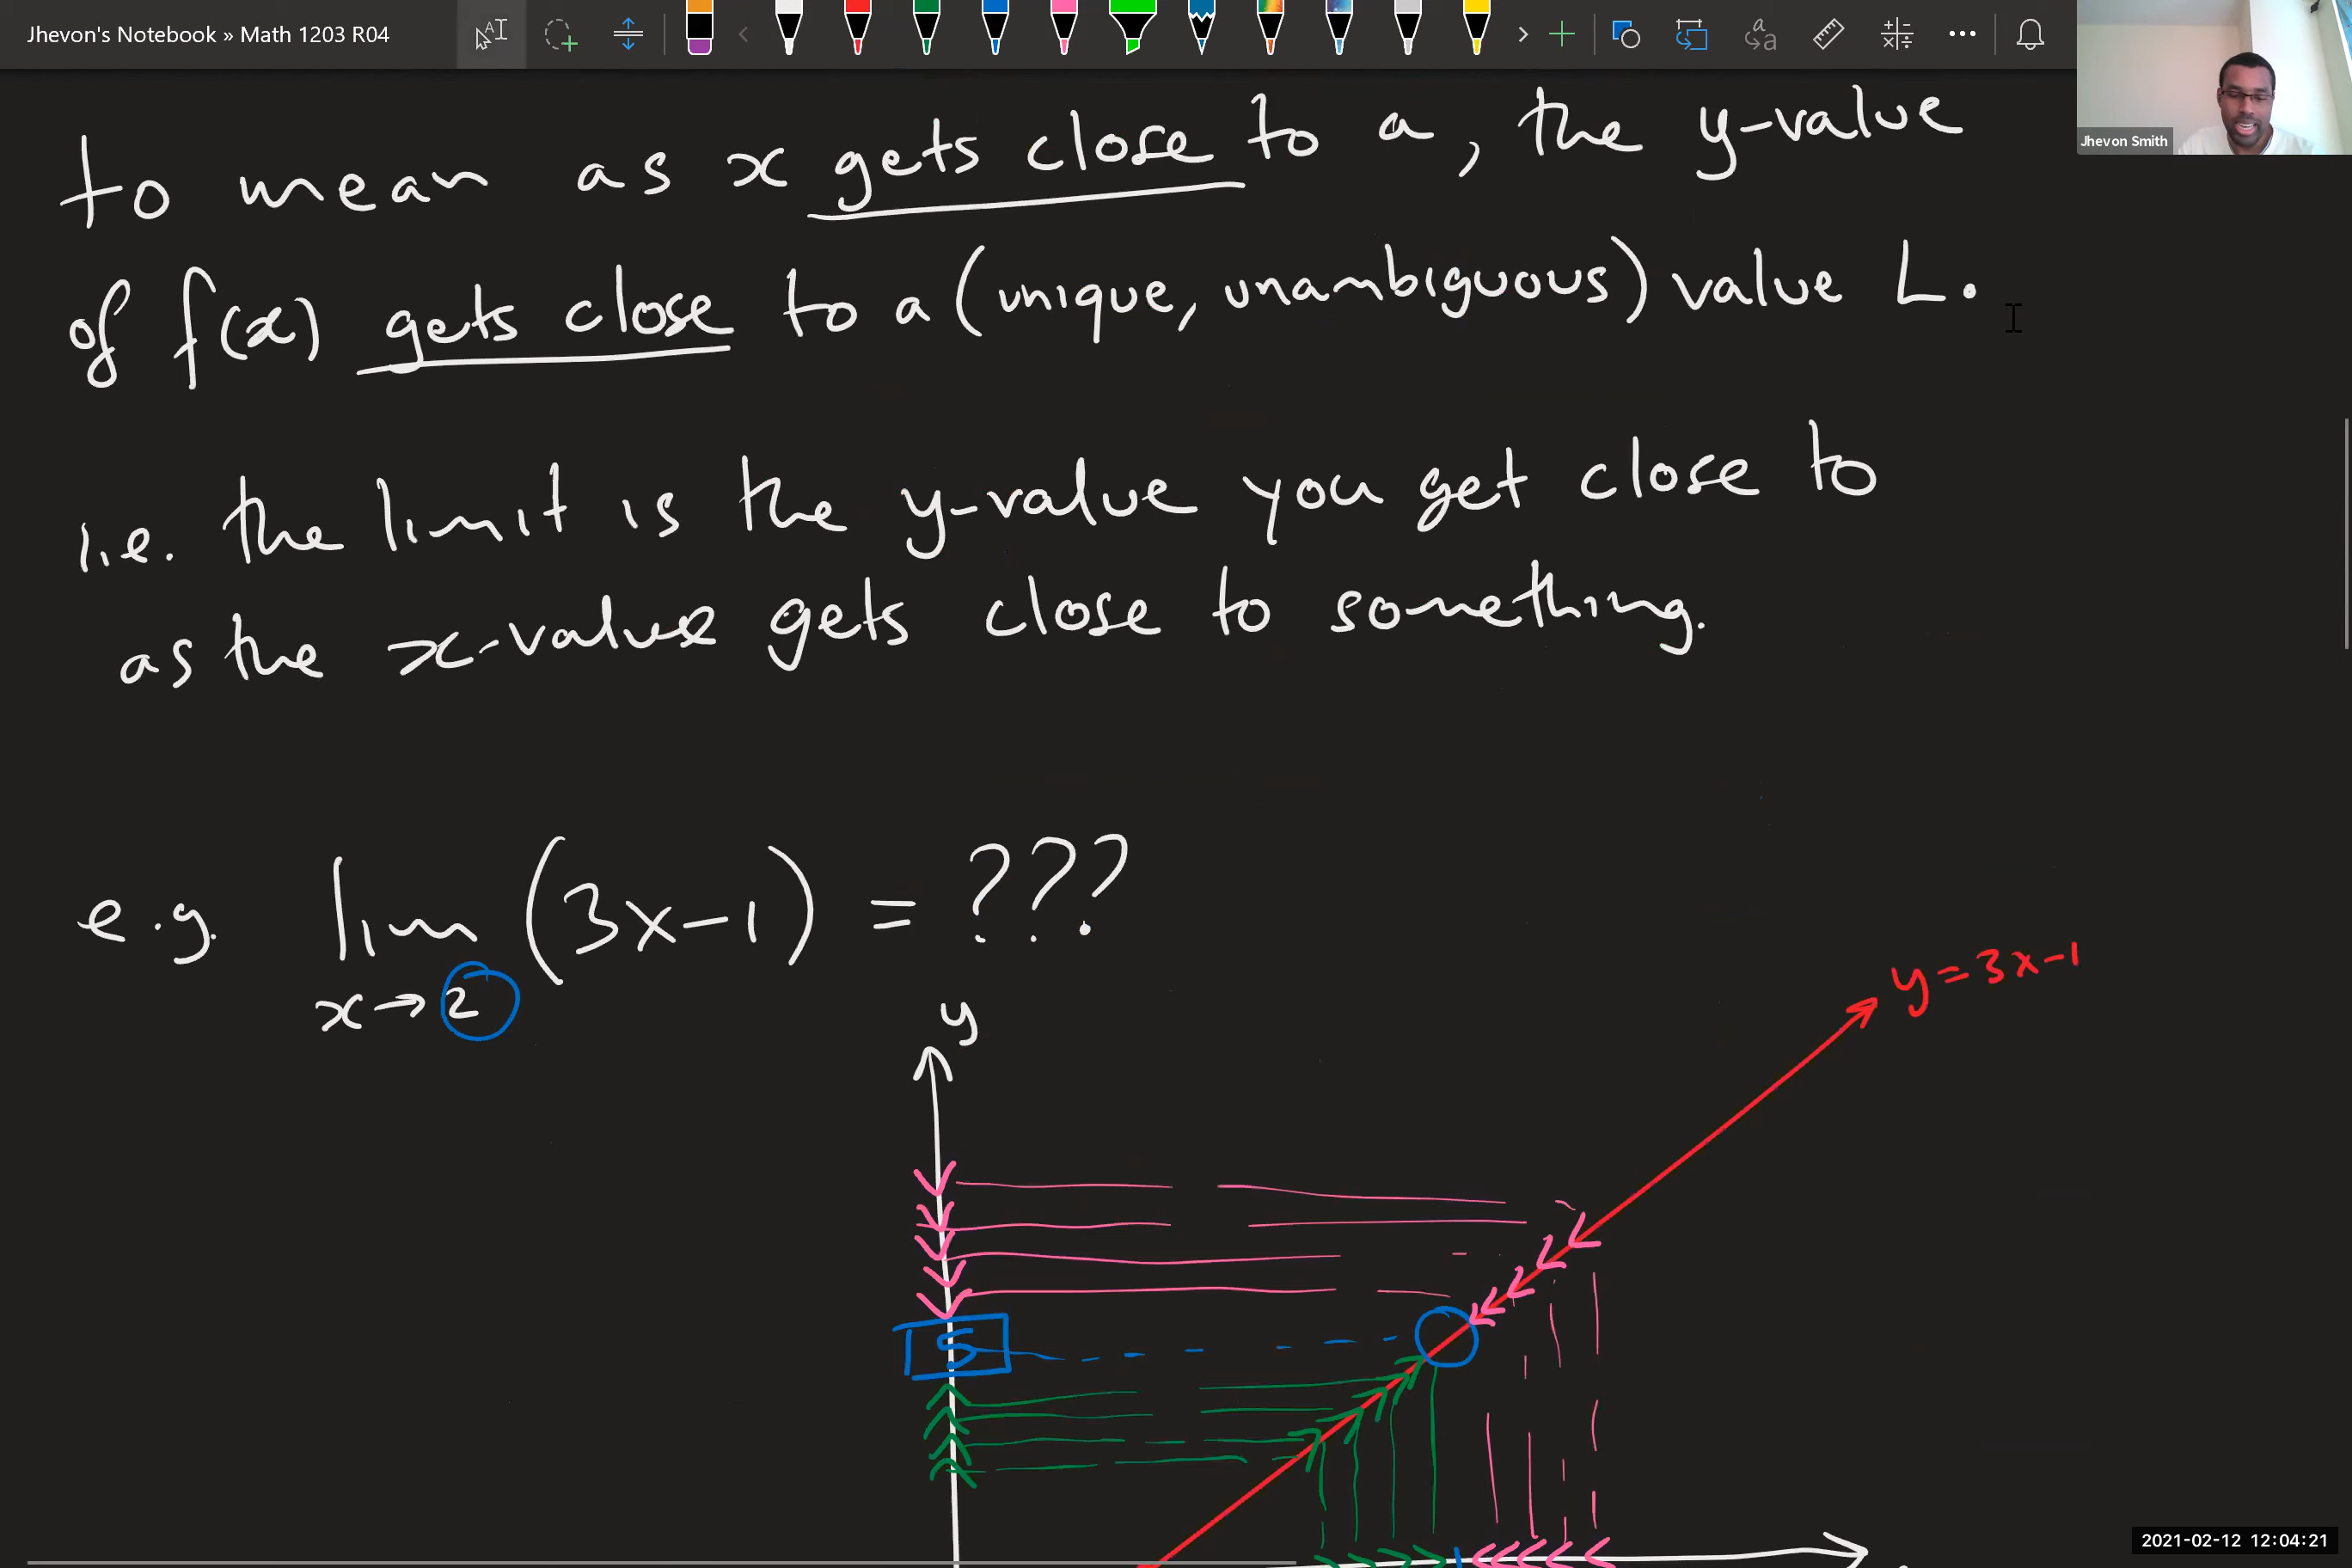 Jhevon's Notebook » Math 1203 R04
Jhevon Smith
to mean as x gets close to a, the y-value
of f(x) gets close to a (unique, unambiguous) value L.
i.e. the limit is the y-value you get close to
as the x-value gets close to something.
e.g. lim (3x-1) = ???
x→2
y = 3x-1
y
5
2021-02-12 12:04:21